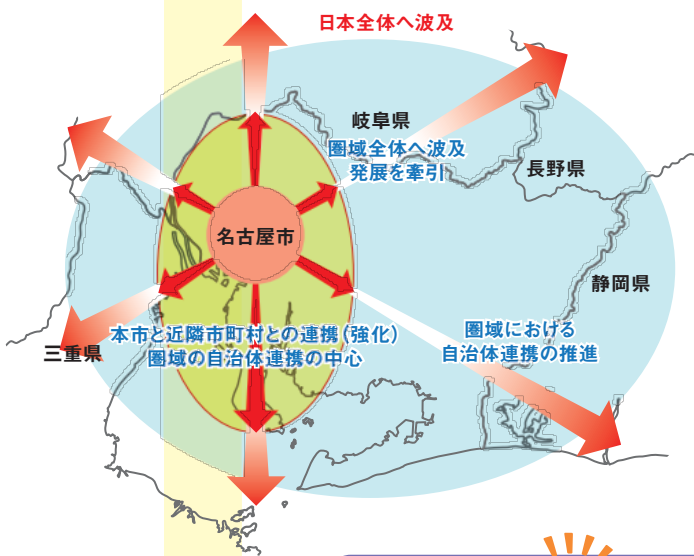 日本全体へ波及
岐阜県
圏域全体へ波及
発展を牽引
長野県
名古屋市
静岡県
本市と近隣市町村との連携(強化)
圏域の自治体連携の中心
圏域における
自治体連携の推進
三重県